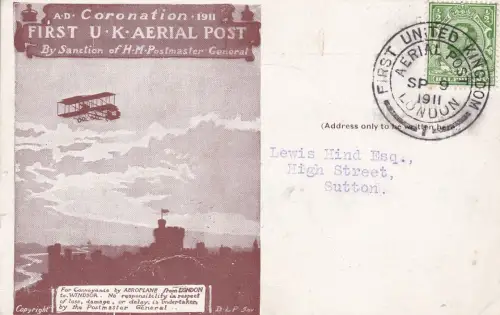 A·D· Coronation ·1911
FIRST U·K·AERIAL POST
By Sanction of H·M·Postmaster General
FIRST UNITED KINGDOM
AERIAL POST
SP 9
1911
LONDON
(Address only to be written here)
Lewis Hind Esq.,
High Street,
Sutton.
For Conveyance by AEROPLANE from LONDON
to WINDSOR. No responsibility in respect
of loss, damage, or delay, is undertaken
by the Postmaster General
Copyright